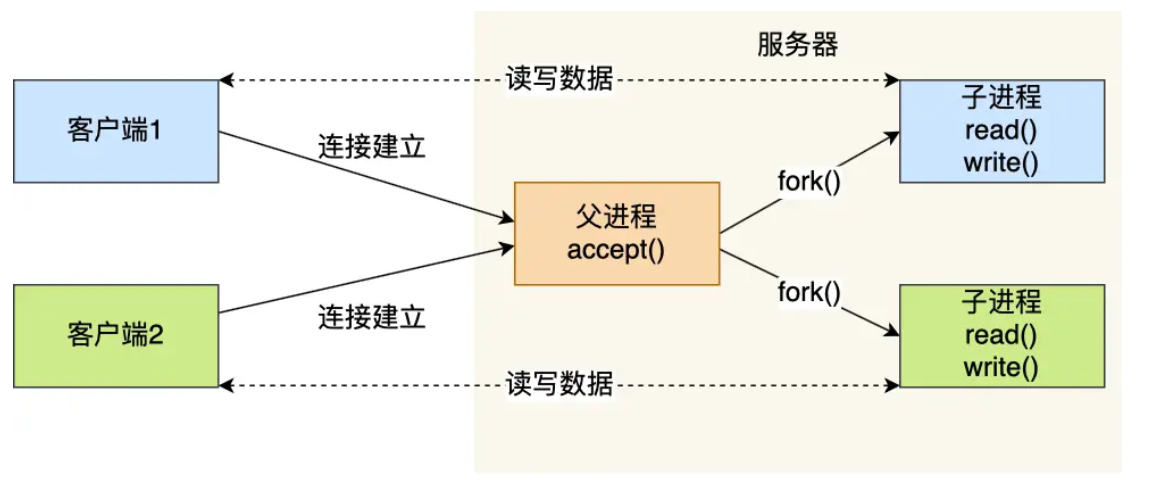 服务器
读写数据
客户端1
子进程
read()
write()
连接建立
fork()
父进程
accept()
客户端2
连接建立
fork()
子进程
read()
write()
读写数据